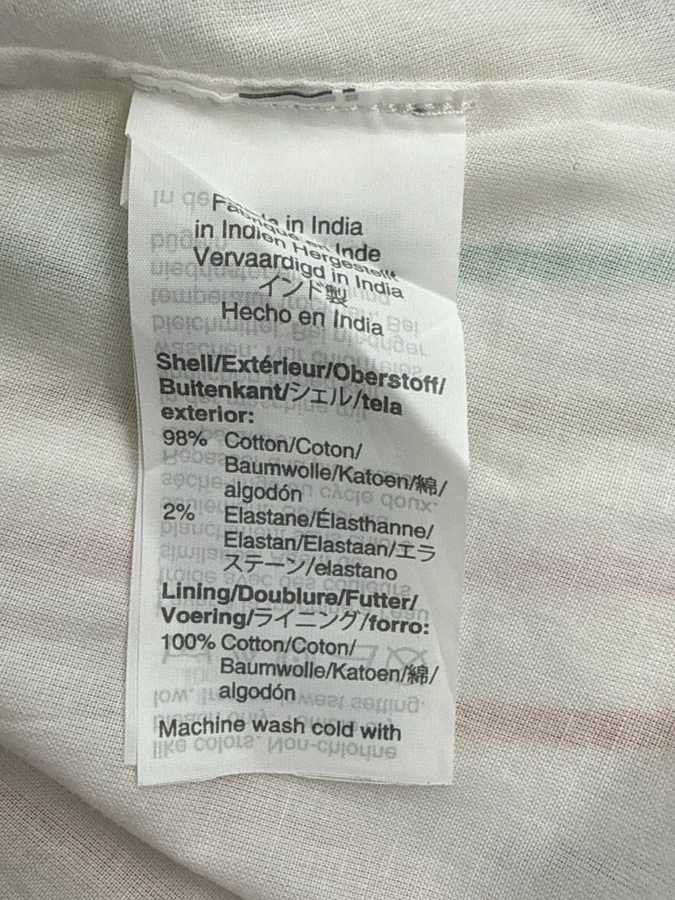 in India
en Inde
in Indien Hergestellt
Vervaardigd in India
インド製
Hecho en India
Shell/Extérieur/Oberstoff/
Buitenkant/シェル/tela
exterior:
98% Cotton/Coton/
Baumwolle/Katoen/綿/
algodón
2% Elastane/Élasthanne/
Elastan/Elastaan/エラ
ステーン/elastano
Lining/Doublure/Futter/
Voering/ライニング/forro:
100% Cotton/Coton/
Baumwolle/Katoen/綿/
algodón
Machine wash cold with